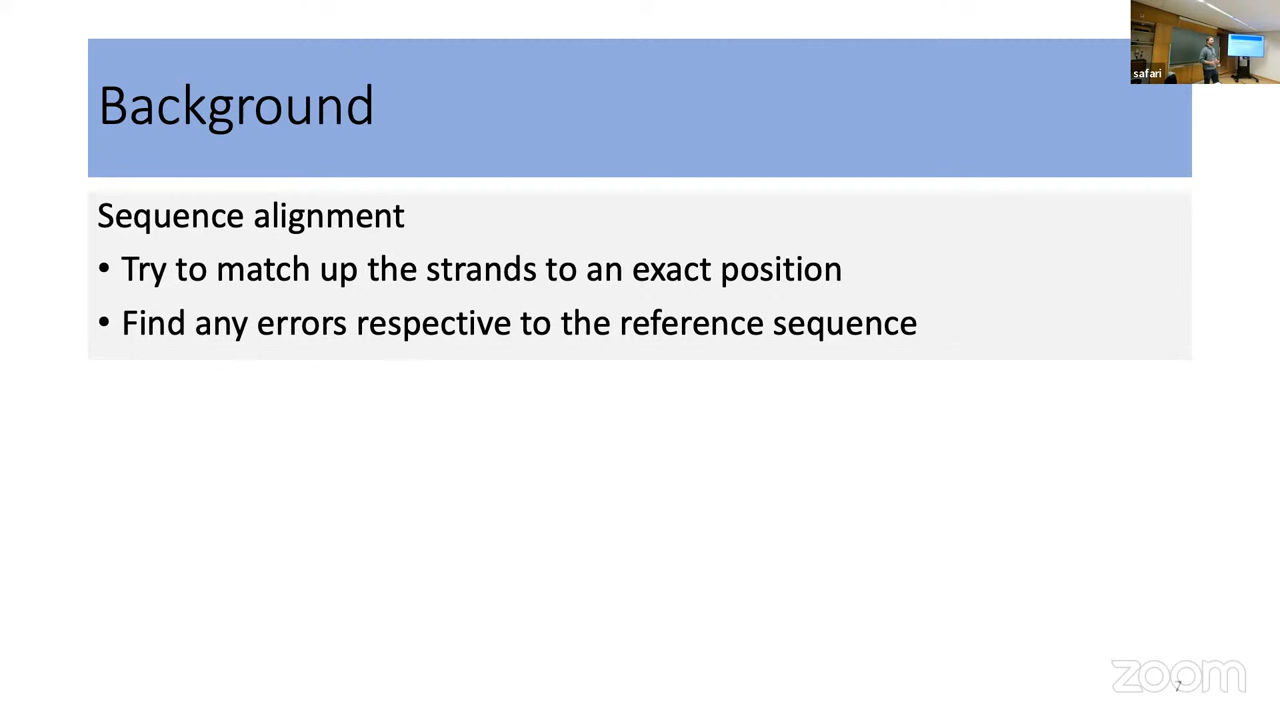 Background
safari
Sequence alignment
• Try to match up the strands to an exact position
• Find any errors respective to the reference sequence
zoom
7